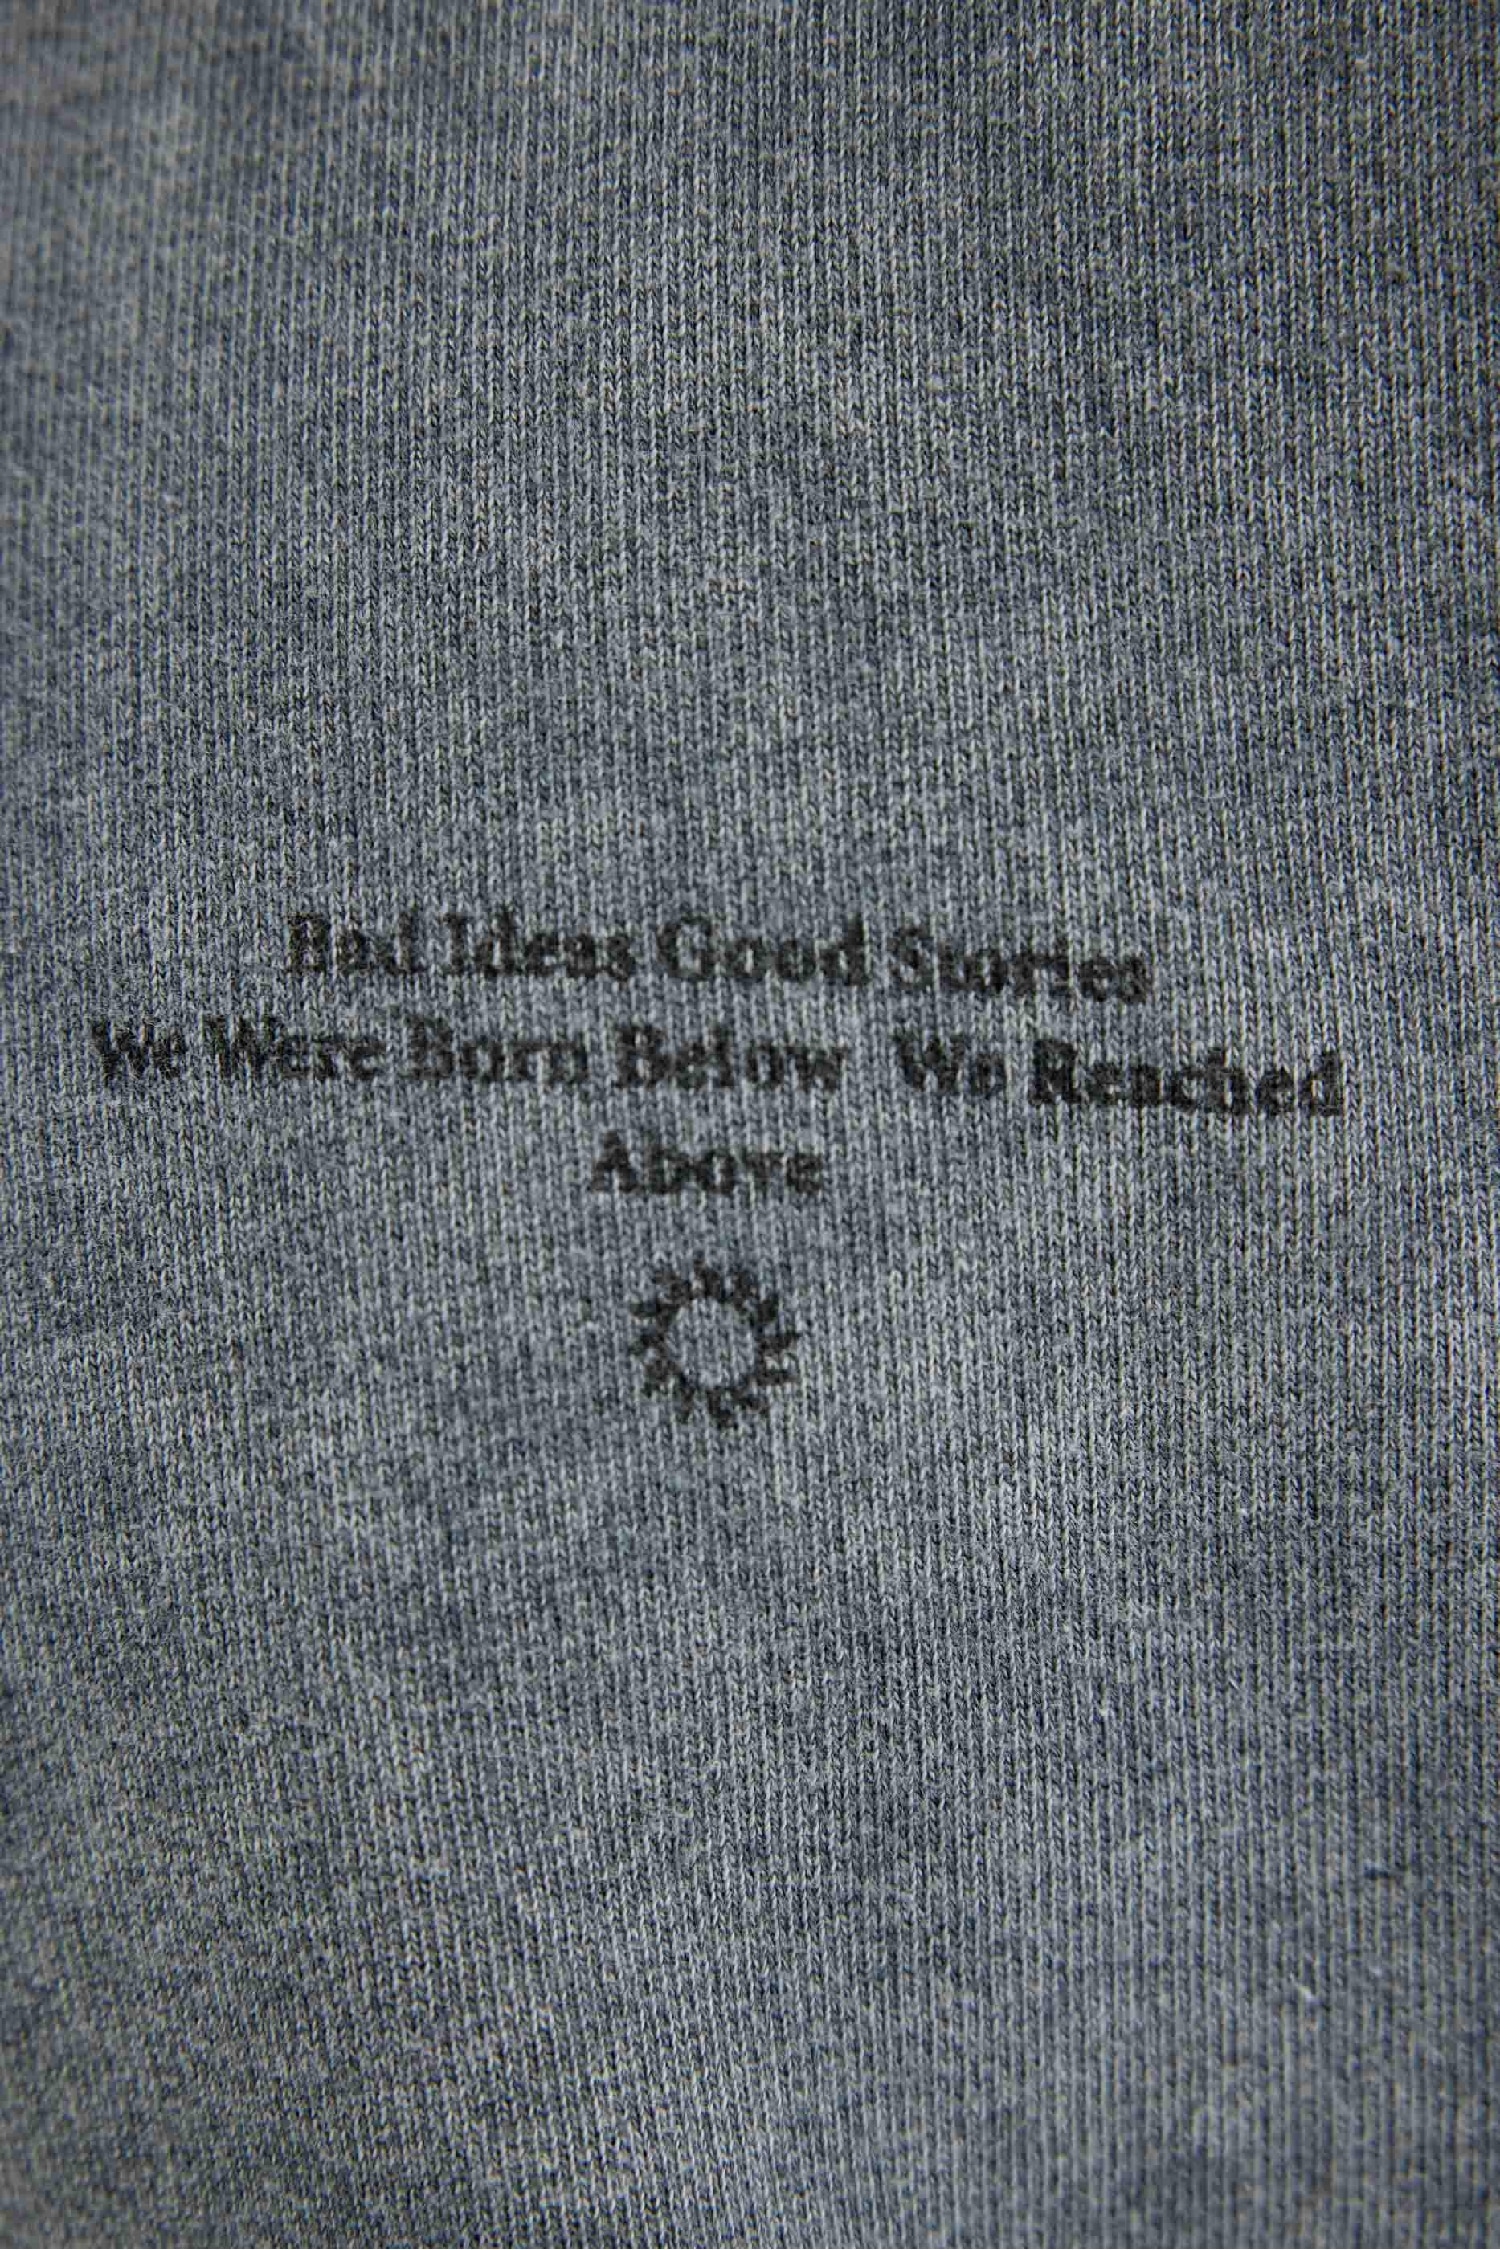 Bad Ideas Good Stories
We Were Born Below We Reached
Above